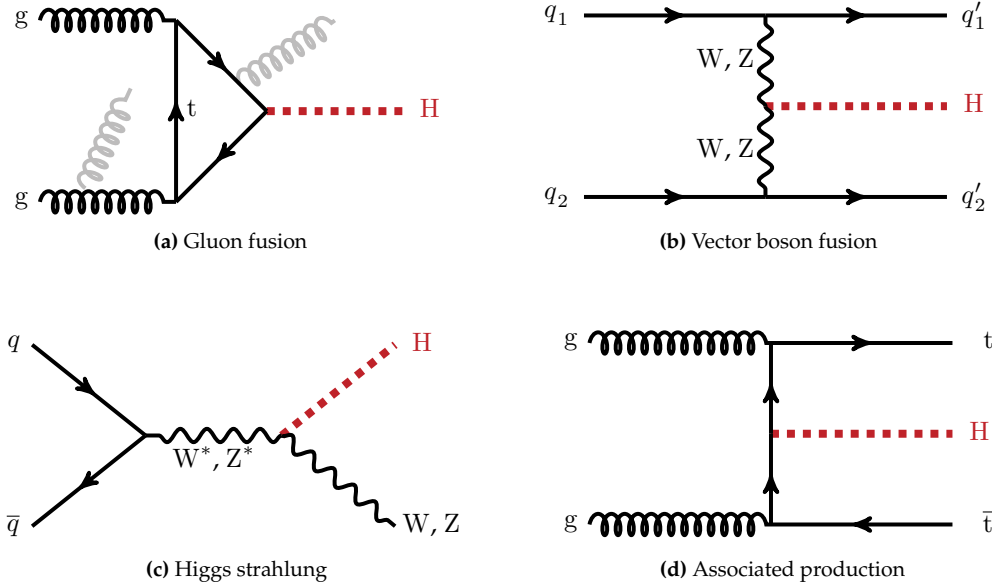 g
t
H
g
(a) Gluon fusion
q₁
q′₁
W, Z
H
W, Z
q₂
q′₂
(b) Vector boson fusion
q
H
W*, Z*
q̅
W, Z
(c) Higgs strahlung
g
t
H
g
t̅
(d) Associated production